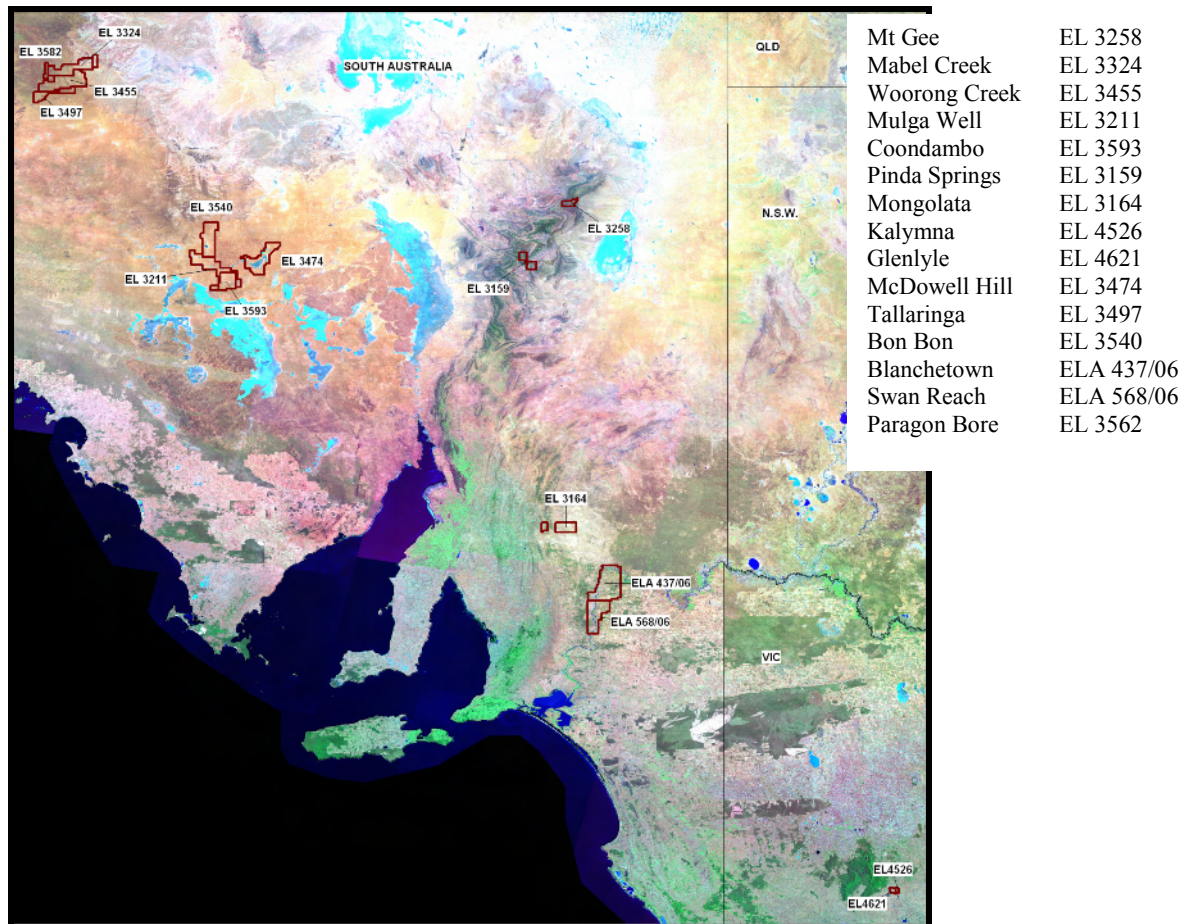 EL 3324
EL 3582
EL 3455
EL 3497
SOUTH AUSTRALIA
QLD
N.S.W.
EL 3540
EL 3258
EL 3474
EL 3211
EL 3159
EL 3593
EL 3164
ELA 437/06
ELA 568/06
VIC
EL4526
EL4621
Mt Gee EL 3258
Mabel Creek EL 3324
Woorong Creek EL 3455
Mulga Well EL 3211
Coondambo EL 3593
Pinda Springs EL 3159
Mongolata EL 3164
Kalymna EL 4526
Glenlyle EL 4621
McDowell Hill EL 3474
Tallaringa EL 3497
Bon Bon EL 3540
Blanchetown ELA 437/06
Swan Reach ELA 568/06
Paragon Bore EL 3562